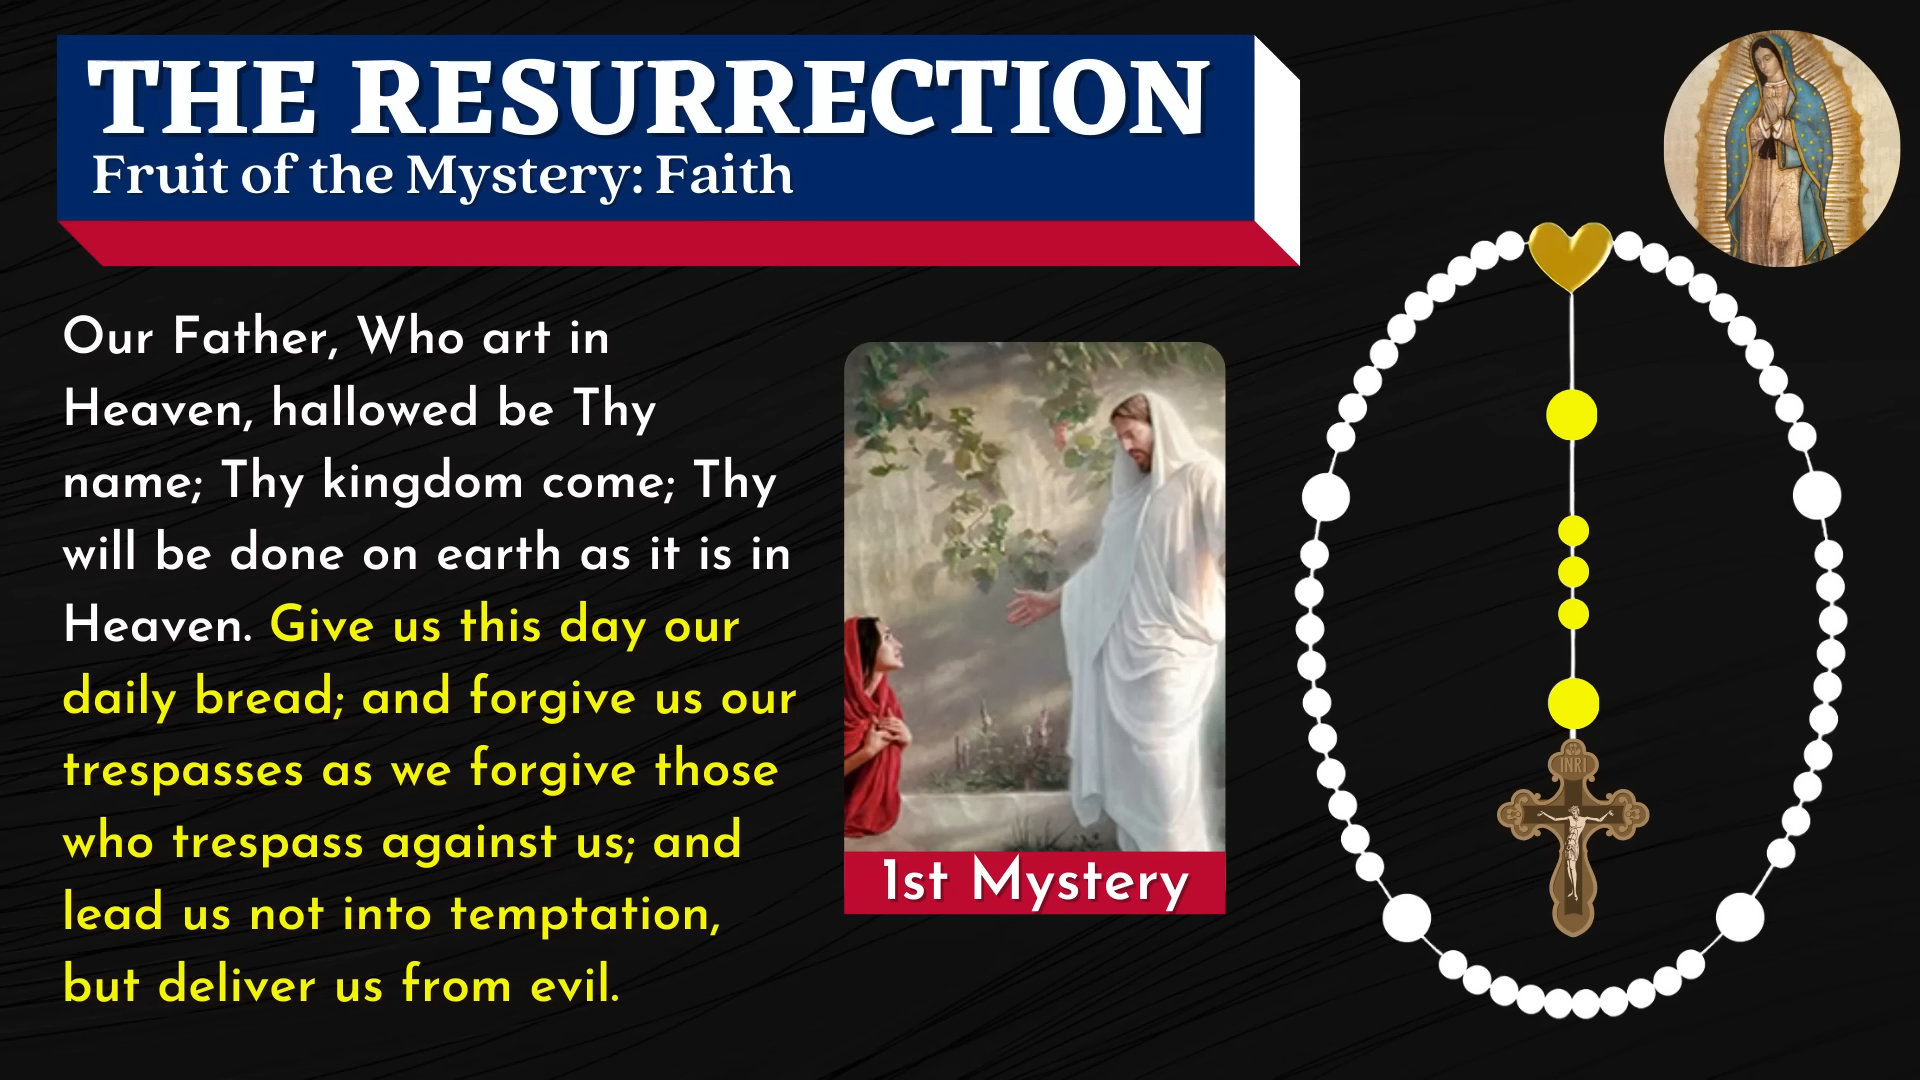 THE RESURRECTION
Fruit of the Mystery: Faith
Our Father, Who art in
Heaven, hallowed be Thy
name; Thy kingdom come; Thy
will be done on earth as it is in
Heaven. Give us this day our
daily bread; and forgive us our
trespasses as we forgive those
who trespass against us; and
lead us not into temptation,
but deliver us from evil.
1st Mystery
INRI